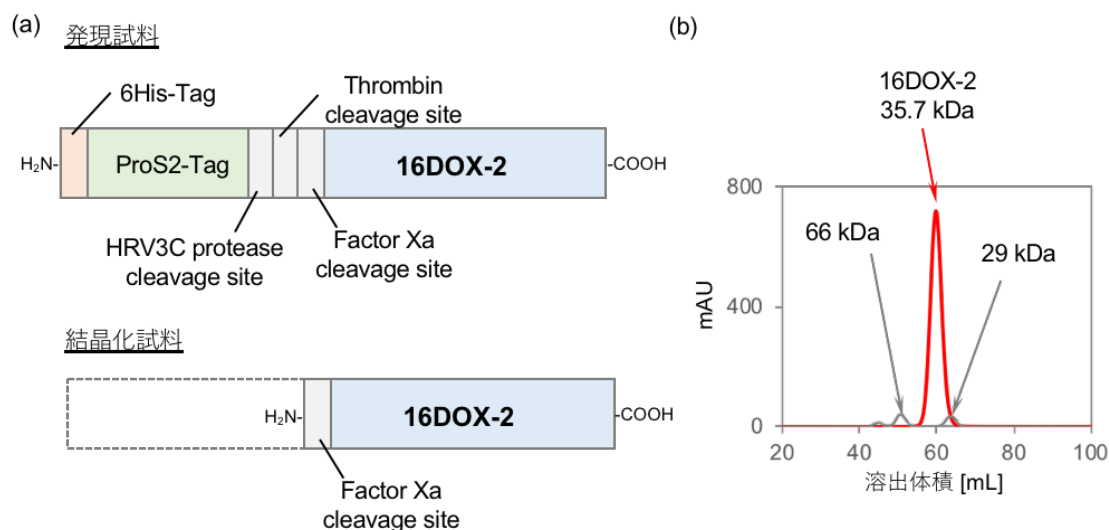 (a)
発現試料
6His-Tag
Thrombin
cleavage site
H₂N-
ProS2-Tag
16DOX-2
-COOH
HRV3C protease
cleavage site
Factor Xa
cleavage site
結晶化試料
H₂N-
16DOX-2
-COOH
Factor Xa
cleavage site
(b)
16DOX-2
35.7 kDa
800
66 kDa
29 kDa
mAU
400
0
20
40
60
80
100
溶出体積 [mL]